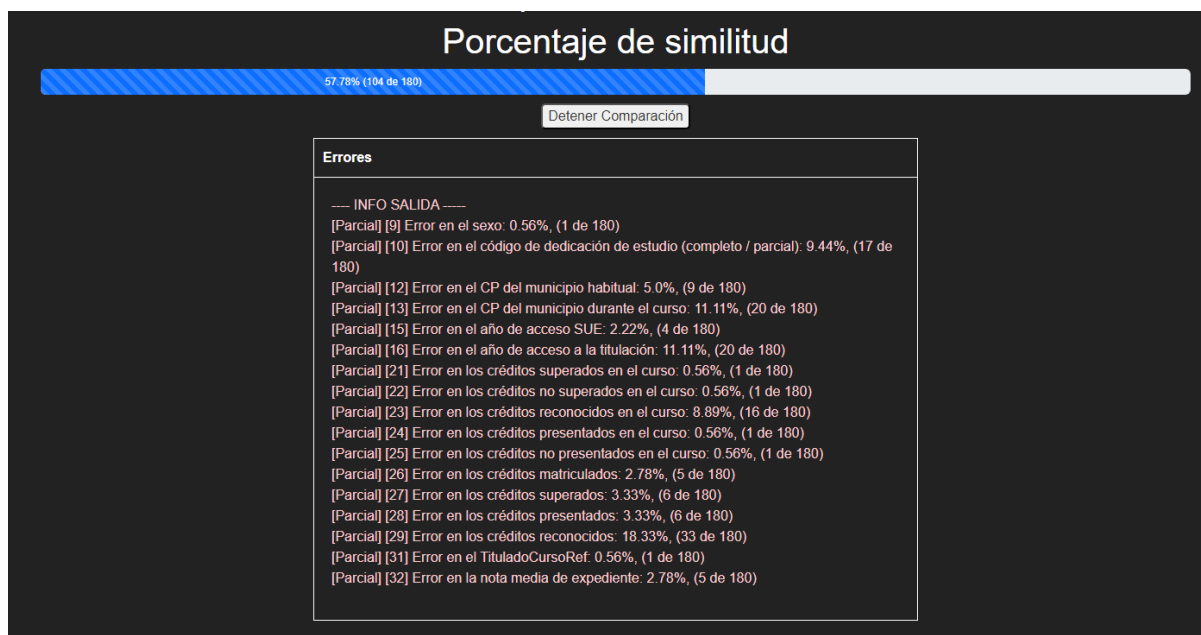 Porcentaje de similitud
57.78% (104 de 180)
Detener Comparación
Errores
---- INFO SALIDA -----
[Parcial] [9] Error en el sexo: 0.56%, (1 de 180)
[Parcial] [10] Error en el código de dedicación de estudio (completo / parcial): 9.44%, (17 de
180)
[Parcial] [12] Error en el CP del municipio habitual: 5.0%, (9 de 180)
[Parcial] [13] Error en el CP del municipio durante el curso: 11.11%, (20 de 180)
[Parcial] [15] Error en el año de acceso SUE: 2.22%, (4 de 180)
[Parcial] [16] Error en el año de acceso a la titulación: 11.11%, (20 de 180)
[Parcial] [21] Error en los créditos superados en el curso: 0.56%, (1 de 180)
[Parcial] [22] Error en los créditos no superados en el curso: 0.56%, (1 de 180)
[Parcial] [23] Error en los créditos reconocidos en el curso: 8.89%, (16 de 180)
[Parcial] [24] Error en los créditos presentados en el curso: 0.56%, (1 de 180)
[Parcial] [25] Error en los créditos no presentados en el curso: 0.56%, (1 de 180)
[Parcial] [26] Error en los créditos matriculados: 2.78%, (5 de 180)
[Parcial] [27] Error en los créditos superados: 3.33%, (6 de 180)
[Parcial] [28] Error en los créditos presentados: 3.33%, (6 de 180)
[Parcial] [29] Error en los créditos reconocidos: 18.33%, (33 de 180)
[Parcial] [31] Error en el TituladoCursoRef: 0.56%, (1 de 180)
[Parcial] [32] Error en la nota media de expediente: 2.78%, (5 de 180)